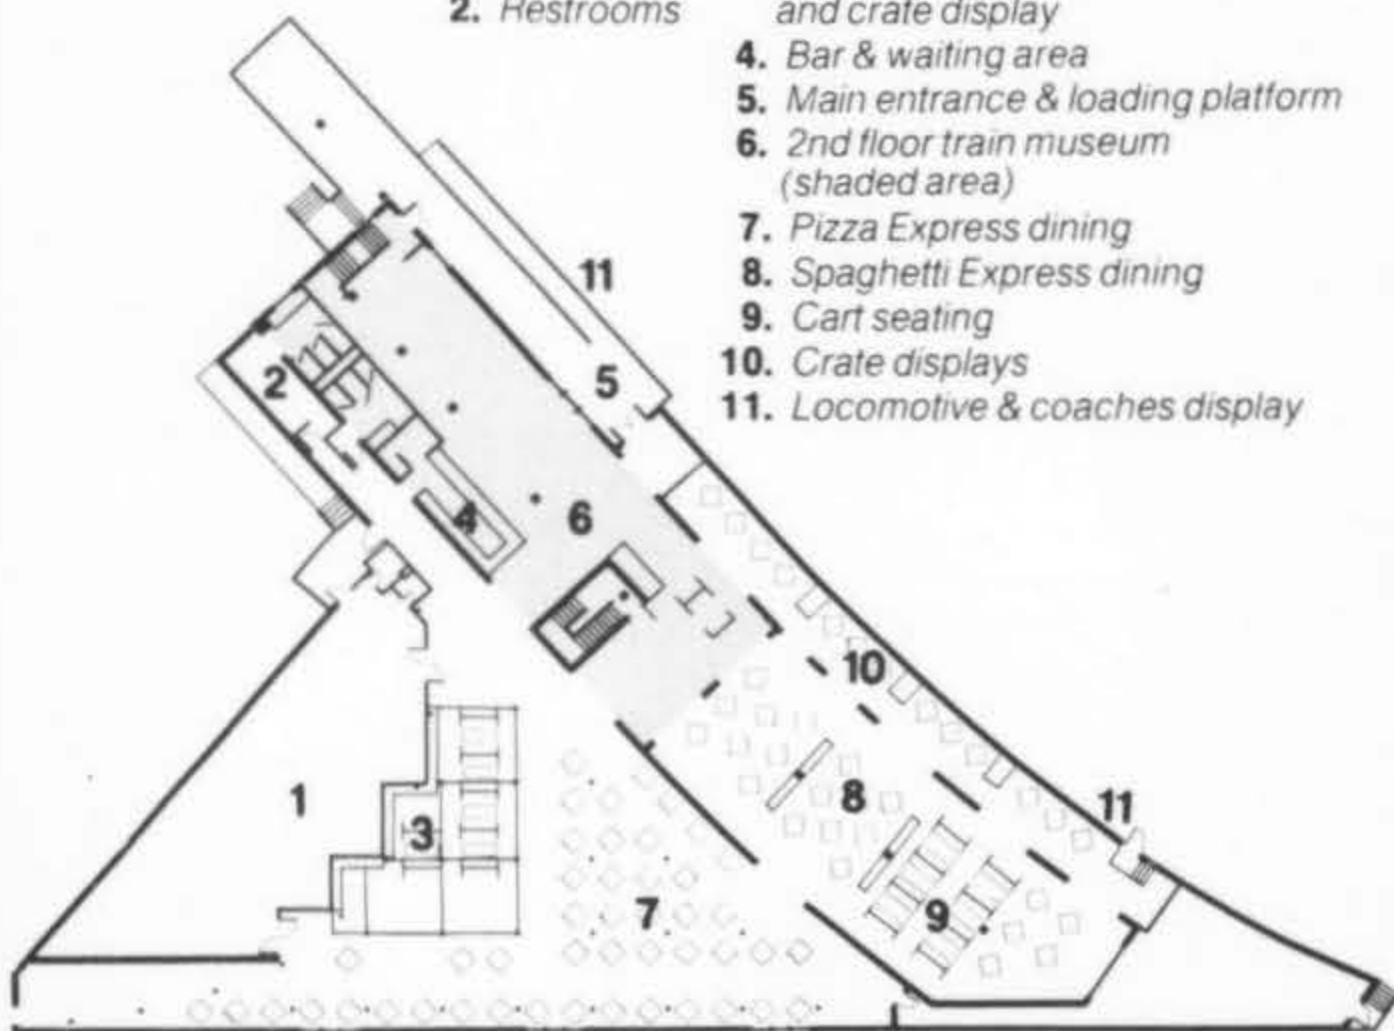 2. Restrooms
and crate display
4. Bar & waiting area
5. Main entrance & loading platform
6. 2nd floor train museum
(shaded area)
7. Pizza Express dining
8. Spaghetti Express dining
9. Cart seating
10. Crate displays
11. Locomotive & coaches display
11
5
2
4
6
10
1
3
8
11
7
9